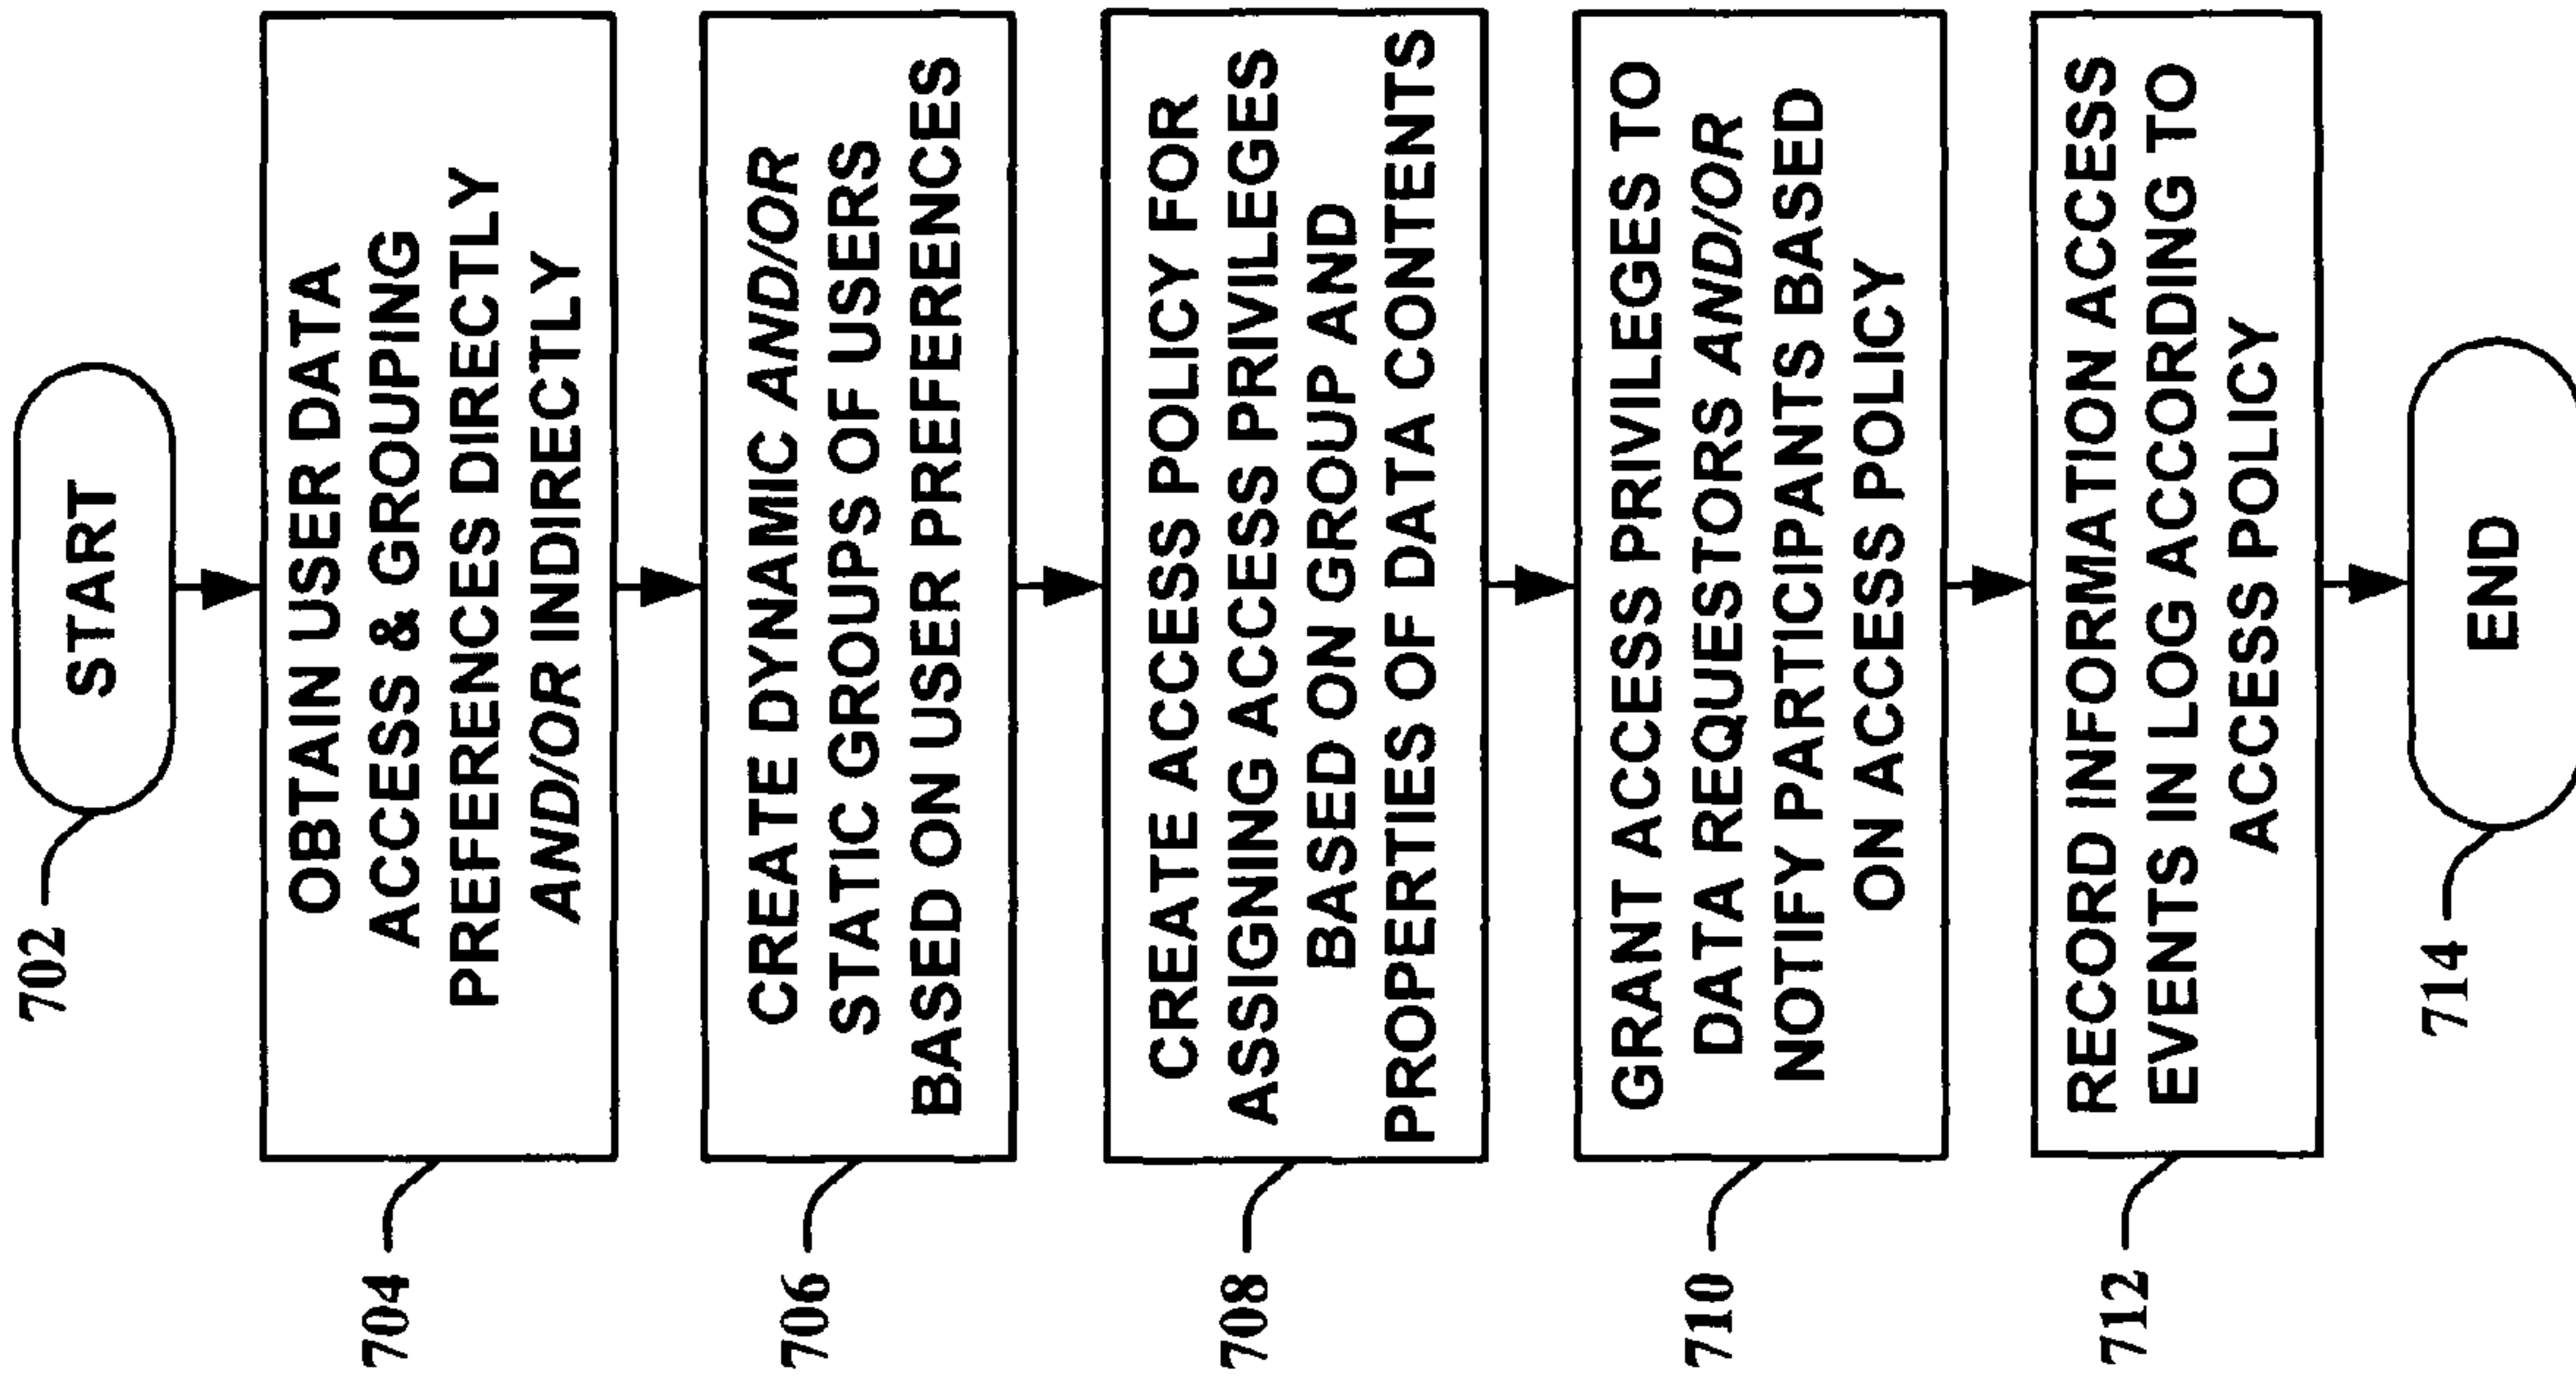 START
702
OBTAIN USER DATA
ACCESS & GROUPING
PREFERENCES DIRECTLY
AND/OR INDIRECTLY
704
CREATE DYNAMIC AND/OR
STATIC GROUPS OF USERS
BASED ON USER PREFERENCES
706
CREATE ACCESS POLICY FOR
ASSIGNING ACCESS PRIVILEGES
BASED ON GROUP AND
PROPERTIES OF DATA CONTENTS
708
GRANT ACCESS PRIVILEGES TO
DATA REQUESTORS AND/OR
NOTIFY PARTICIPANTS BASED
ON ACCESS POLICY
710
RECORD INFORMATION ACCESS
EVENTS IN LOG ACCORDING TO
ACCESS POLICY
712
END
714